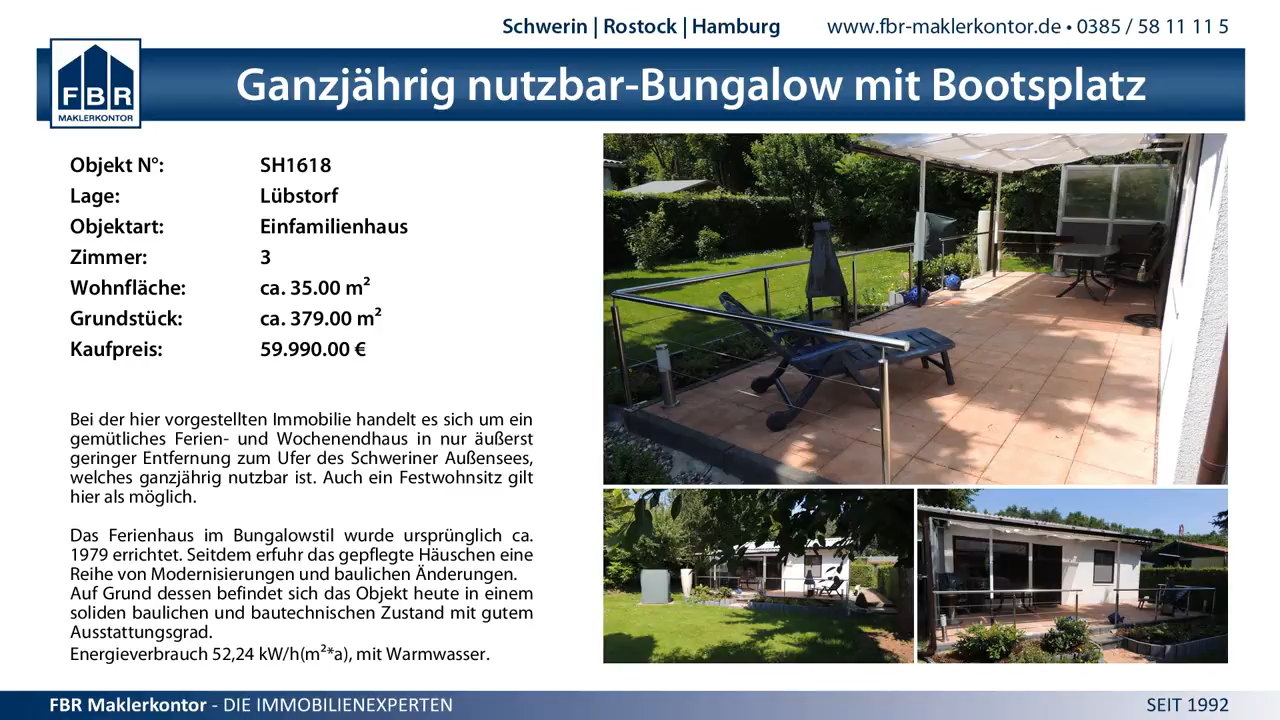 Schwerin | Rostock | Hamburg www.fbr-maklerkontor.de • 0385 / 58 11 11 5
FBR
MAKLERKONTOR
Ganzjährig nutzbar-Bungalow mit Bootsplatz
Objekt N°: SH1618
Lage: Lübstorf
Objektart: Einfamilienhaus
Zimmer: 3
Wohnfläche: ca. 35.00 m²
Grundstück: ca. 379.00 m²
Kaufpreis: 59.990.00 €
Bei der hier vorgestellten Immobilie handelt es sich um ein
gemütliches Ferien- und Wochenendhaus in nur äußerst
geringer Entfernung zum Ufer des Schweriner Außensees,
welches ganzjährig nutzbar ist. Auch ein Festwohnsitz gilt
hier als möglich.
Das Ferienhaus im Bungalowstil wurde ursprünglich ca.
1979 errichtet. Seitdem erfuhr das gepflegte Häuschen eine
Reihe von Modernisierungen und baulichen Änderungen.
Auf Grund dessen befindet sich das Objekt heute in einem
soliden baulichen und bautechnischen Zustand mit gutem
Ausstattungsgrad.
Energieverbrauch 52,24 kW/h(m²*a), mit Warmwasser.
FBR Maklerkontor - DIE IMMOBILIENEXPERTEN SEIT 1992